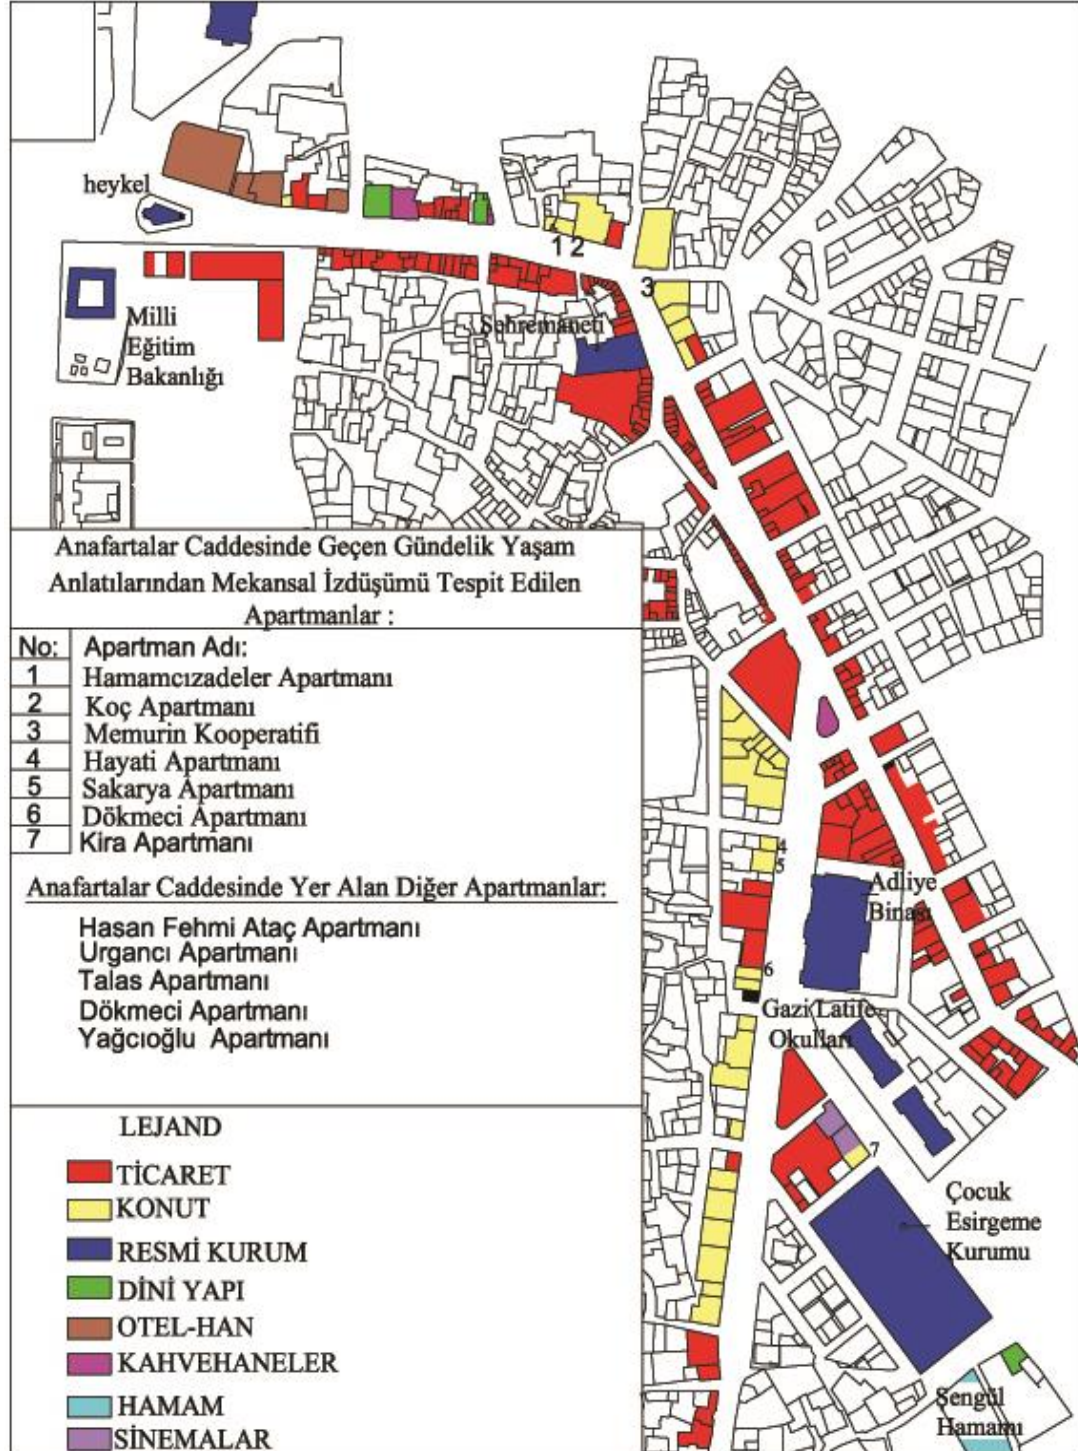 heykel
1 2
3
Şehremaneti
Milli
Eğitim
Bakanlığı
Anafartalar Caddesinde Geçen Gündelik Yaşam
Anlatılarından Mekansal İzdüşümü Tespit Edilen
Apartmanlar :
No: Apartman Adı:
1 Hamamcızadeler Apartmanı
2 Koç Apartmanı
3 Memurin Kooperatifi
4 Hayati Apartmanı
5 Sakarya Apartmanı
6 Dökmeci Apartmanı
7 Kira Apartmanı
Anafartalar Caddesinde Yer Alan Diğer Apartmanlar:
Hasan Fehmi Ataç Apartmanı
Urgancı Apartmanı
Talas Apartmanı
Dökmeci Apartmanı
Yağcıoğlu Apartmanı
4
5
Adliye
Binası
6
Gazi Latife
Okulları
7
Çocuk
Esirgeme
Kurumu
Şengül
Hamamı
LEJAND
TİCARET
KONUT
RESMİ KURUM
DİNİ YAPI
OTEL-HAN
KAHVEHANELER
HAMAM
SİNEMALAR